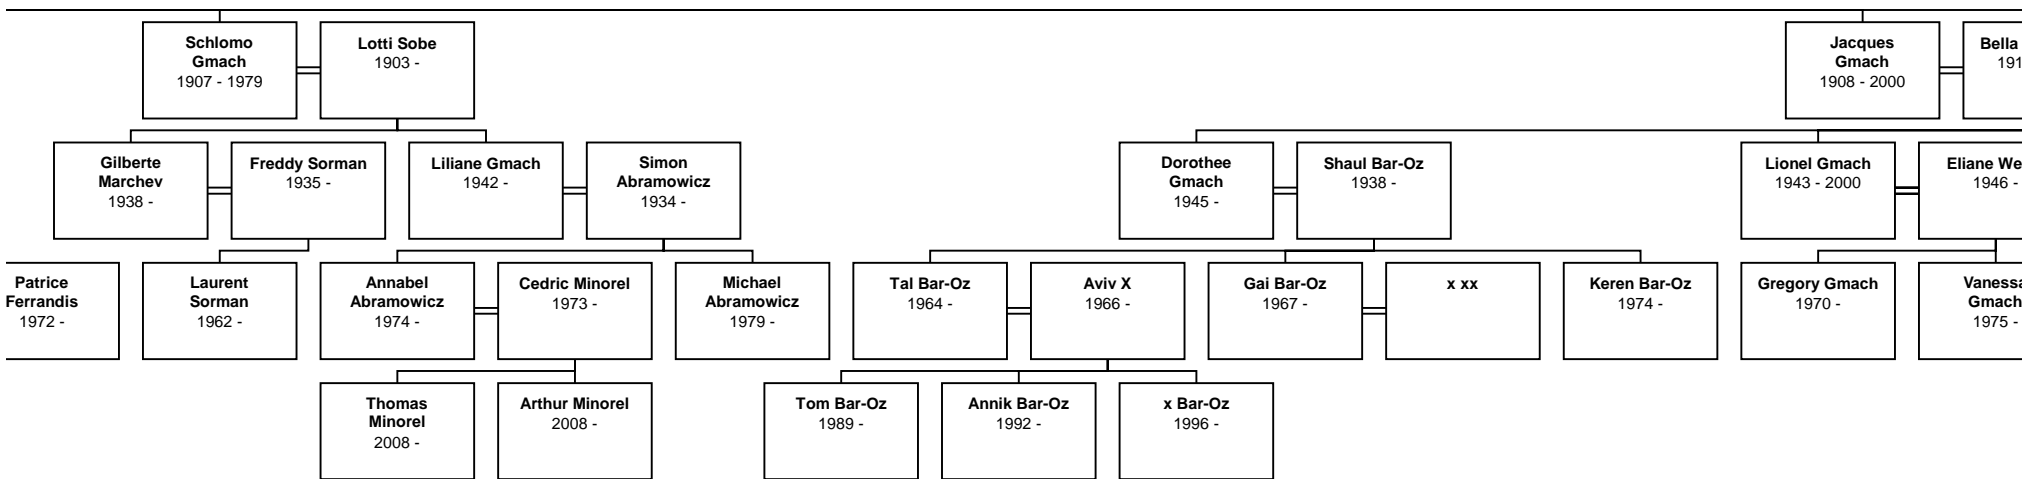 Schlomo
Gmach
1907 - 1979
Lotti Sobe
1903 -
Jacques
Gmach
1908 - 2000
Bella
Gilberte
Marchev
1938 -
Freddy Sorman
1935 -
Liliane Gmach
1942 -
Simon
Abramowicz
1934 -
Dorothee
Gmach
1945 -
Shaul Bar-Oz
1938 -
Lionel Gmach
1943 - 2000
Eliane
1946 -
Patrice
Ferrandis
1972 -
Laurent
Sorman
1962 -
Annabel
Abramowicz
1974 -
Cedric Minorel
1973 -
Michael
Abramowicz
1979 -
Tal Bar-Oz
1964 -
Aviv X
1966 -
Gai Bar-Oz
1967 -
x xx
Keren Bar-Oz
1974 -
Gregory Gmach
1970 -
Vanessa
Gmach
1975 -
Thomas
Minorel
2008 -
Arthur Minorel
2008 -
Tom Bar-Oz
1989 -
Annik Bar-Oz
1992 -
x Bar-Oz
1996 -